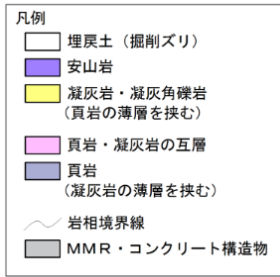 凡例
埋戻土（掘削ズリ）
安山岩
凝灰岩・凝灰角礫岩
（頁岩の薄層を挟む）
頁岩・凝灰岩の互層
頁岩
（凝灰岩の薄層を挟む）
岩相境界線
ＭＭＲ・コンクリート構造物